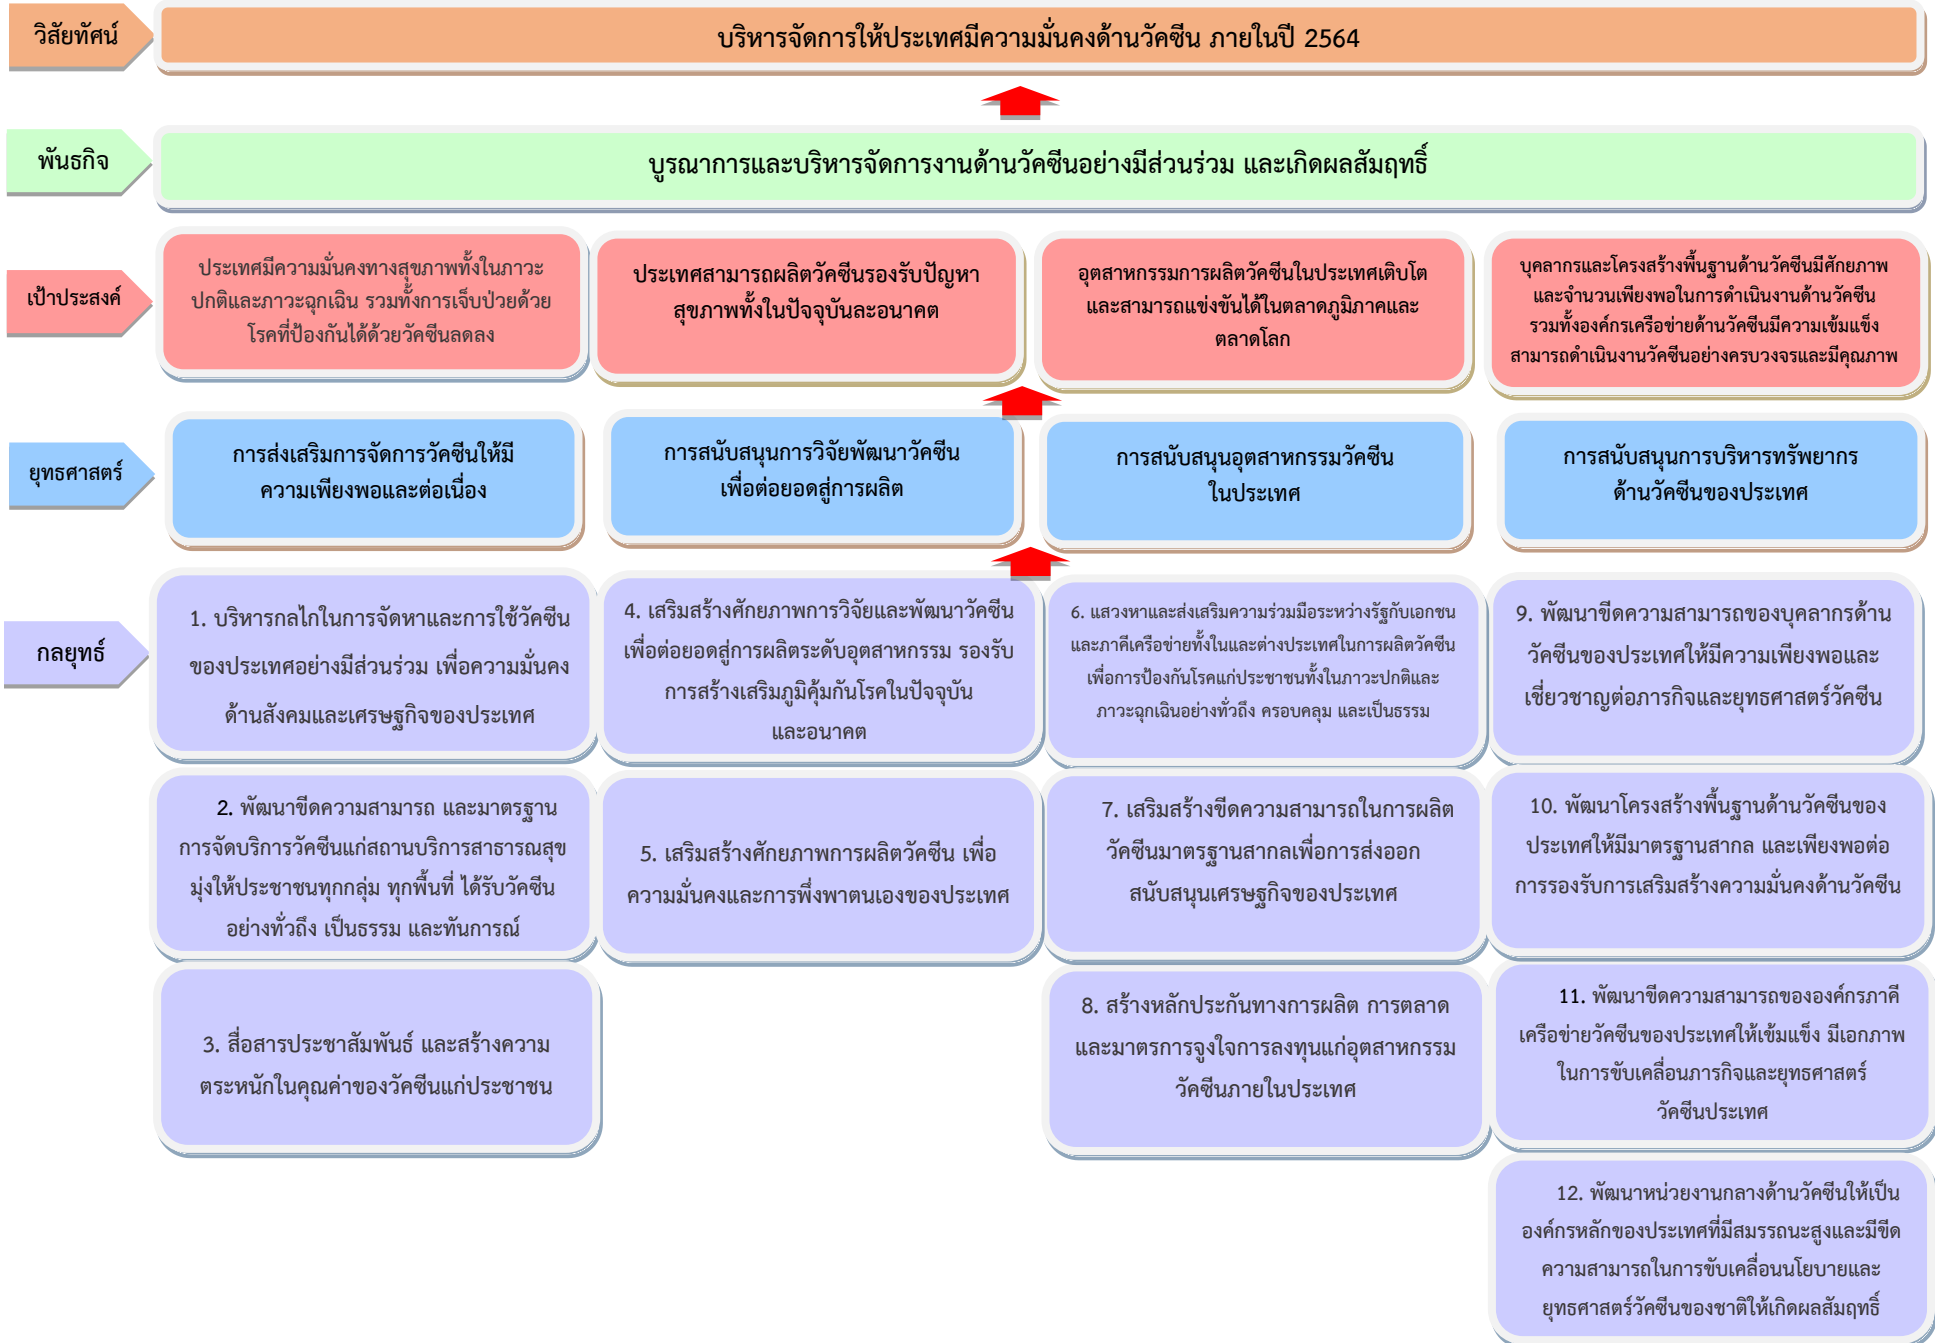 วิสัยทัศน์
บริหารจัดการให้ประเทศมีความมั่นคงด้านวัคซีน ภายในปี 2564
พันธกิจ
บูรณาการและบริหารจัดการงานด้านวัคซีนอย่างมีส่วนร่วม และเกิดผลสัมฤทธิ์
เป้าประสงค์
ประเทศมีความมั่นคงทางสุขภาพทั้งในภาวะ
ปกติและภาวะฉุกเฉิน รวมทั้งการเจ็บป่วยด้วย
โรคที่ป้องกันได้ด้วยวัคซีนลดลง
ประเทศสามารถผลิตวัคซีนรองรับปัญหา
สุขภาพทั้งในปัจจุบันละอนาคต
อุตสาหกรรมการผลิตวัคซีนในประเทศเติบโต
และสามารถแข่งขันได้ในตลาดภูมิภาคและ
ตลาดโลก
บุคลากรและโครงสร้างพื้นฐานด้านวัคซีนมีศักยภาพ
และจำนวนเพียงพอในการดำเนินงานด้านวัคซีน
รวมทั้งองค์กรเครือข่ายด้านวัคซีนมีความเข้มแข็ง
สามารถดำเนินงานวัคซีนอย่างครบวงจรและมีคุณภาพ
ยุทธศาสตร์
การส่งเสริมการจัดการวัคซีนให้มี
ความเพียงพอและต่อเนื่อง
การสนับสนุนการวิจัยพัฒนาวัคซีน
เพื่อต่อยอดสู่การผลิต
การสนับสนุนอุตสาหกรรมวัคซีน
ในประเทศ
การสนับสนุนการบริหารทรัพยากร
ด้านวัคซีนของประเทศ
กลยุทธ์
1. บริหารกลไกในการจัดหาและการใช้วัคซีน
ของประเทศอย่างมีส่วนร่วม เพื่อความมั่นคง
ด้านสังคมและเศรษฐกิจของประเทศ
4. เสริมสร้างศักยภาพการวิจัยและพัฒนาวัคซีน
เพื่อต่อยอดสู่การผลิตระดับอุตสาหกรรม รองรับ
การสร้างเสริมภูมิคุ้มกันโรคในปัจจุบัน
และอนาคต
6. แสวงหาและส่งเสริมความร่วมมือระหว่างรัฐกับเอกชน
และภาคีเครือข่ายทั้งในและต่างประเทศในการผลิตวัคซีน
เพื่อการป้องกันโรคแก่ประชาชนทั้งในภาวะปกติและ
ภาวะฉุกเฉินอย่างทั่วถึง ครอบคลุม และเป็นธรรม
9. พัฒนาขีดความสามารถของบุคลากรด้าน
วัคซีนของประเทศให้มีความเพียงพอและ
เชี่ยวชาญต่อภารกิจและยุทธศาสตร์วัคซีน
2. พัฒนาขีดความสามารถ และมาตรฐาน
การจัดบริการวัคซีนแก่สถานบริการสาธารณสุข
มุ่งให้ประชาชนทุกกลุ่ม ทุกพื้นที่ ได้รับวัคซีน
อย่างทั่วถึง เป็นธรรม และทันการณ์
5. เสริมสร้างศักยภาพการผลิตวัคซีน เพื่อ
ความมั่นคงและการพึ่งพาตนเองของประเทศ
7. เสริมสร้างขีดความสามารถในการผลิต
วัคซีนมาตรฐานสากลเพื่อการส่งออก
สนับสนุนเศรษฐกิจของประเทศ
10. พัฒนาโครงสร้างพื้นฐานด้านวัคซีนของ
ประเทศให้มีมาตรฐานสากล และเพียงพอต่อ
การรองรับการเสริมสร้างความมั่นคงด้านวัคซีน
3. สื่อสารประชาสัมพันธ์ และสร้างความ
ตระหนักในคุณค่าของวัคซีนแก่ประชาชน
8. สร้างหลักประกันทางการผลิต การตลาด
และมาตรการจูงใจการลงทุนแก่อุตสาหกรรม
วัคซีนภายในประเทศ
11. พัฒนาขีดความสามารถขององค์กรภาคี
เครือข่ายวัคซีนของประเทศให้เข้มแข็ง มีเอกภาพ
ในการขับเคลื่อนภารกิจและยุทธศาสตร์
วัคซีนประเทศ
12. พัฒนาหน่วยงานกลางด้านวัคซีนให้เป็น
องค์กรหลักของประเทศที่มีสมรรถนะสูงและมีขีด
ความสามารถในการขับเคลื่อนนโยบายและ
ยุทธศาสตร์วัคซีนของชาติให้เกิดผลสัมฤทธิ์